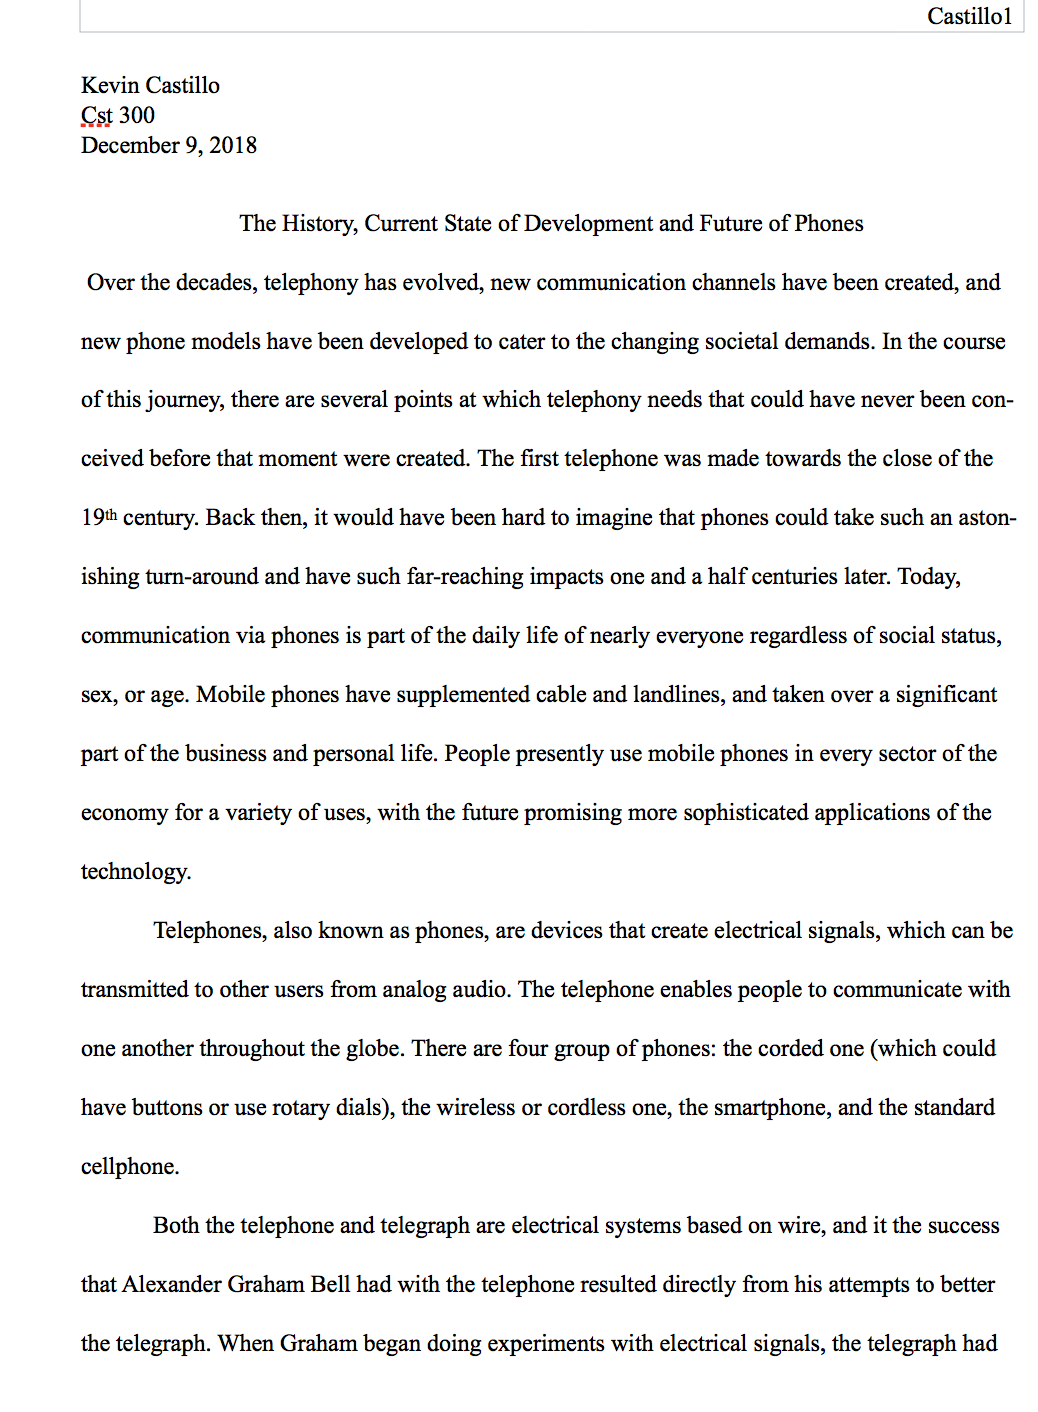 Castillo1
Kevin Castillo
Cst 300
December 9, 2018
The History, Current State of Development and Future of Phones
Over the decades, telephony has evolved, new communication channels have been created, and
new phone models have been developed to cater to the changing societal demands. In the course
of this journey, there are several points at which telephony needs that could have never been con-
ceived before that moment were created. The first telephone was made towards the close of the
19th century. Back then, it would have been hard to imagine that phones could take such an aston-
ishing turn-around and have such far-reaching impacts one and a half centuries later. Today,
communication via phones is part of the daily life of nearly everyone regardless of social status,
sex, or age. Mobile phones have supplemented cable and landlines, and taken over a significant
part of the business and personal life. People presently use mobile phones in every sector of the
economy for a variety of uses, with the future promising more sophisticated applications of the
technology.
Telephones, also known as phones, are devices that create electrical signals, which can be
transmitted to other users from analog audio. The telephone enables people to communicate with
one another throughout the globe. There are four group of phones: the corded one (which could
have buttons or use rotary dials), the wireless or cordless one, the smartphone, and the standard
cellphone.
Both the telephone and telegraph are electrical systems based on wire, and it the success
that Alexander Graham Bell had with the telephone resulted directly from his attempts to better
the telegraph. When Graham began doing experiments with electrical signals, the telegraph had